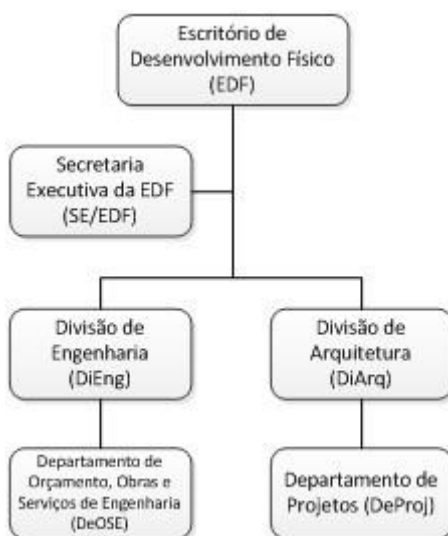 Escritório de
Desenvolvimento Físico
(EDF)
Secretaria
Executiva da EDF
(SE/EDF)
Divisão de
Engenharia
(DiEng)
Divisão de
Arquitetura
(DiArq)
Departamento de
Orçamento, Obras e
Serviços de Engenharia
(DeOSE)
Departamento de
Projetos (DeProj)